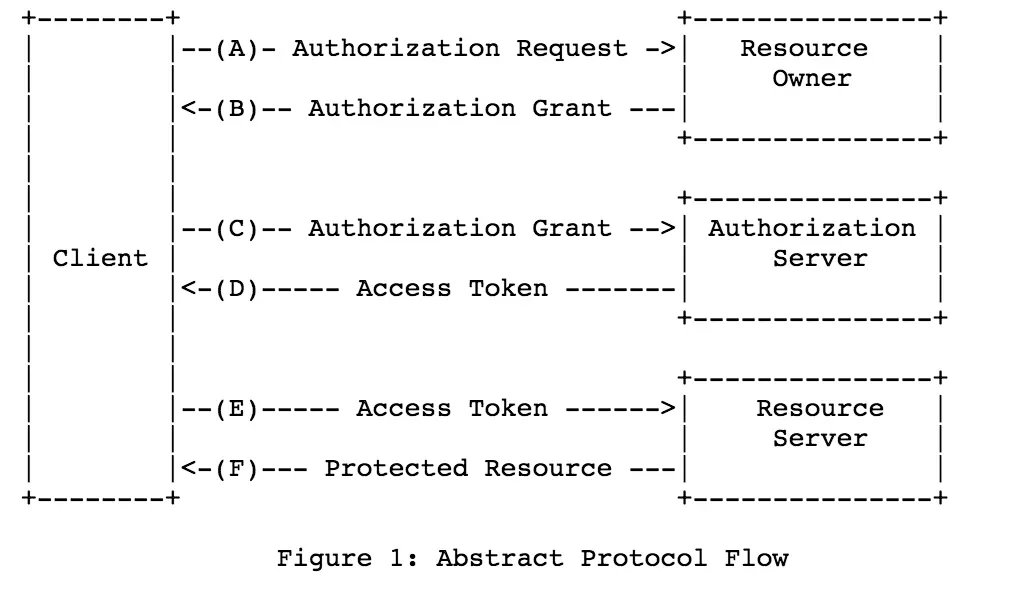 +--------+                               +---------------+
|        |--(A)- Authorization Request ->|   Resource    |
|        |                               |     Owner     |
|        |<-(B)-- Authorization Grant ---|               |
|        |                               +---------------+
|        |
|        |                               +---------------+
|        |--(C)-- Authorization Grant -->| Authorization |
| Client |                               |     Server    |
|        |<-(D)----- Access Token -------|               |
|        |                               +---------------+
|        |
|        |                               +---------------+
|        |--(E)----- Access Token ------>|    Resource   |
|        |                               |     Server    |
|        |<-(F)--- Protected Resource ---|               |
+--------+                               +---------------+
Figure 1: Abstract Protocol Flow